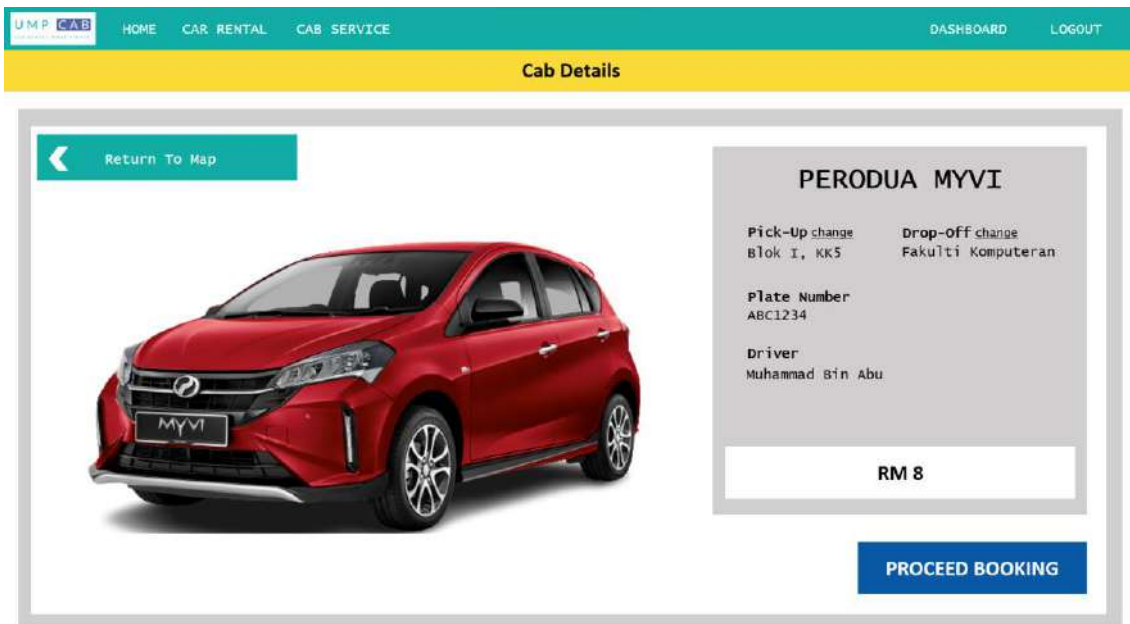 UMP CAB
HOME CAR RENTAL CAB SERVICE DASHBOARD LOGOUT
Cab Details
Return To Map
PERODUA MYVI
Pick-Up change Drop-Off change
Blok I, KK5 Fakulti Komputeran
Plate Number
ABC1234
Driver
Muhammad Bin Abu
MYVI
RM 8
PROCEED BOOKING